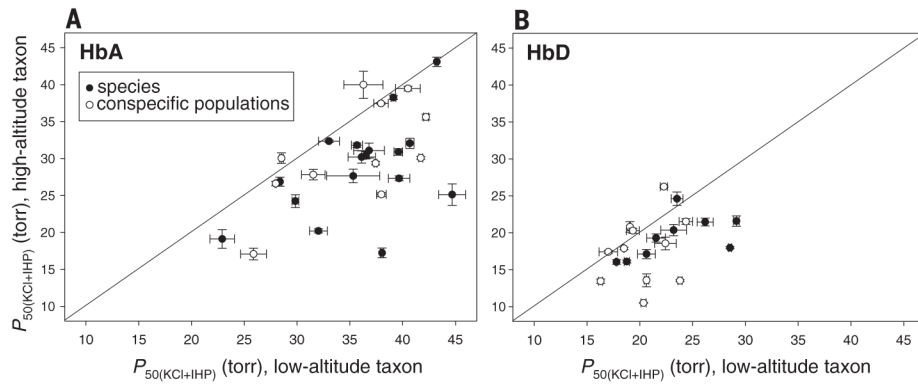 A
HbA
species
conspecific populations
45
40
35
30
25
20
15
10
10 15 20 25 30 35 40 45
P50(KCl+IHP) (torr), high-altitude taxon
P50(KCl+IHP) (torr), low-altitude taxon
B
HbD
45
40
35
30
25
20
15
10
10 15 20 25 30 35 40 45
P50(KCl+IHP) (torr), low-altitude taxon